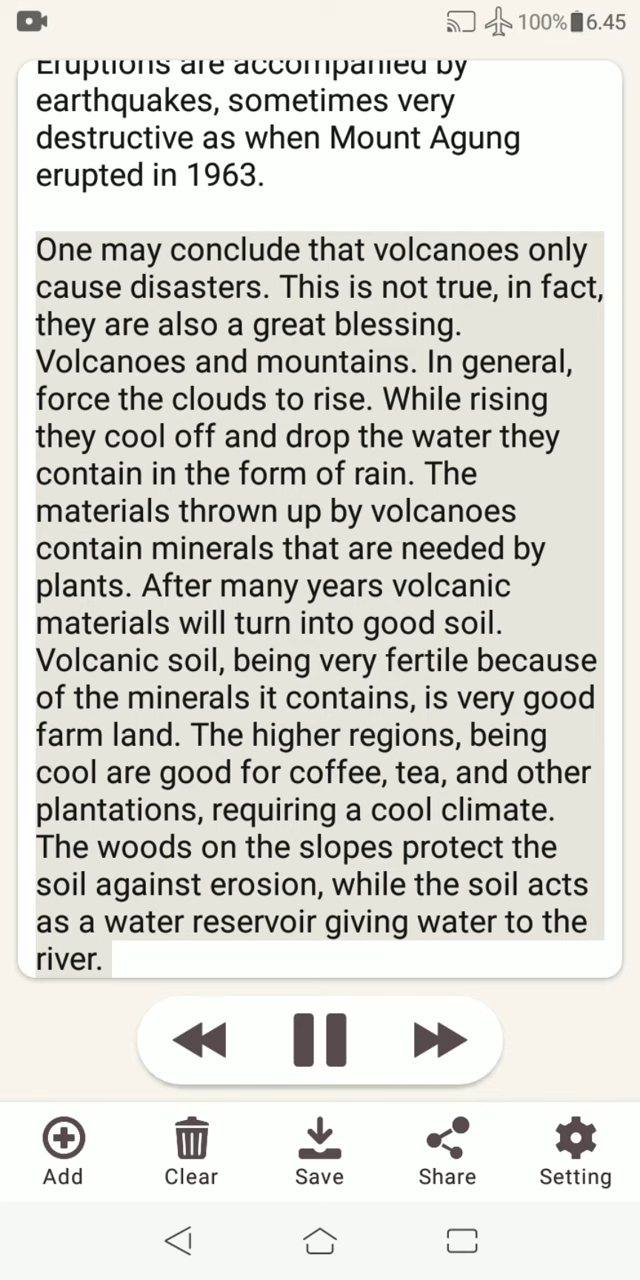 100% 6.45
Eruptions are accompanied by
earthquakes, sometimes very
destructive as when Mount Agung
erupted in 1963.
One may conclude that volcanoes only
cause disasters. This is not true, in fact,
they are also a great blessing.
Volcanoes and mountains. In general,
force the clouds to rise. While rising
they cool off and drop the water they
contain in the form of rain. The
materials thrown up by volcanoes
contain minerals that are needed by
plants. After many years volcanic
materials will turn into good soil.
Volcanic soil, being very fertile because
of the minerals it contains, is very good
farm land. The higher regions, being
cool are good for coffee, tea, and other
plantations, requiring a cool climate.
The woods on the slopes protect the
soil against erosion, while the soil acts
as a water reservoir giving water to the
river.
Add Clear Save Share Setting